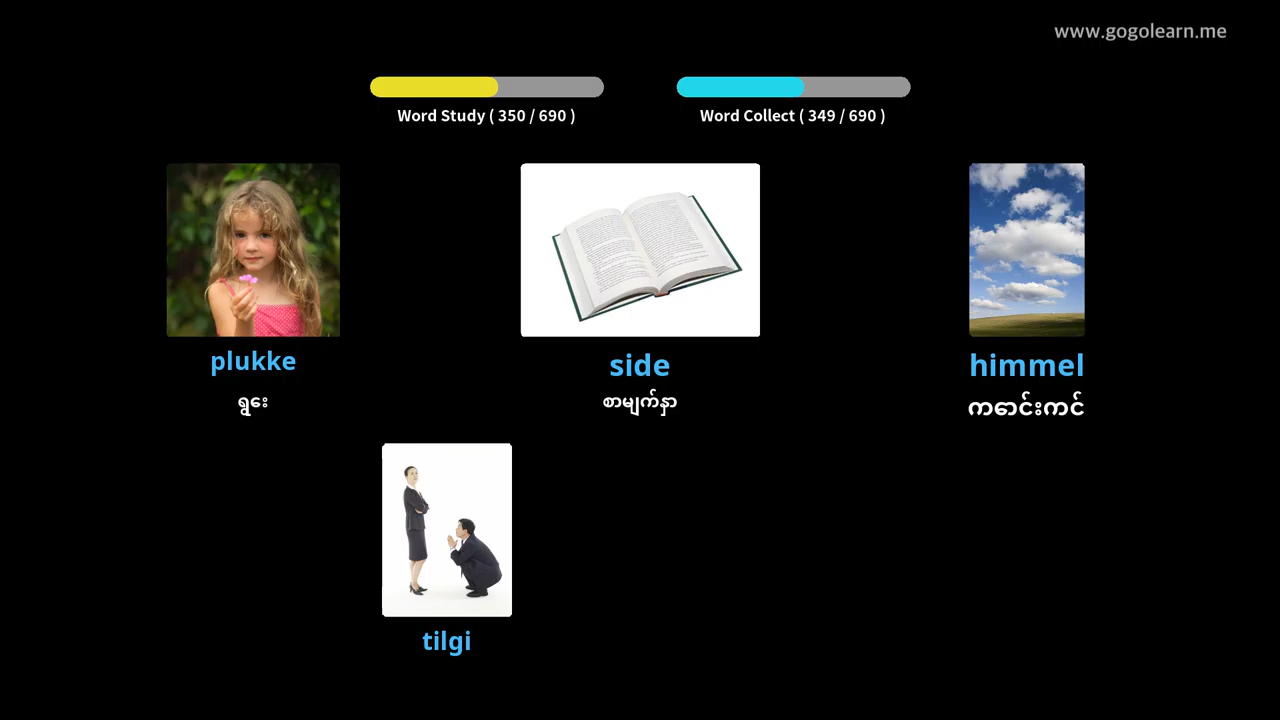 www.gogolearn.me
Word Study ( 350 / 690 )
Word Collect ( 349 / 690 )
plukke
ရွေး
side
စာမျက်နှာ
himmel
ကောင်းကင်
tilgi